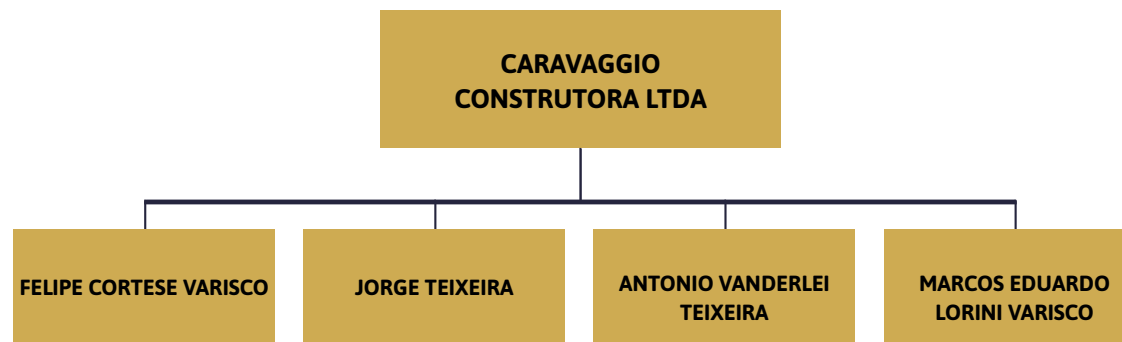 CARAVAGGIO
CONSTRUTORA LTDA
FELIPE CORTESE VARISCO
JORGE TEIXEIRA
ANTONIO VANDERLEI
TEIXEIRA
MARCOS EDUARDO
LORINI VARISCO